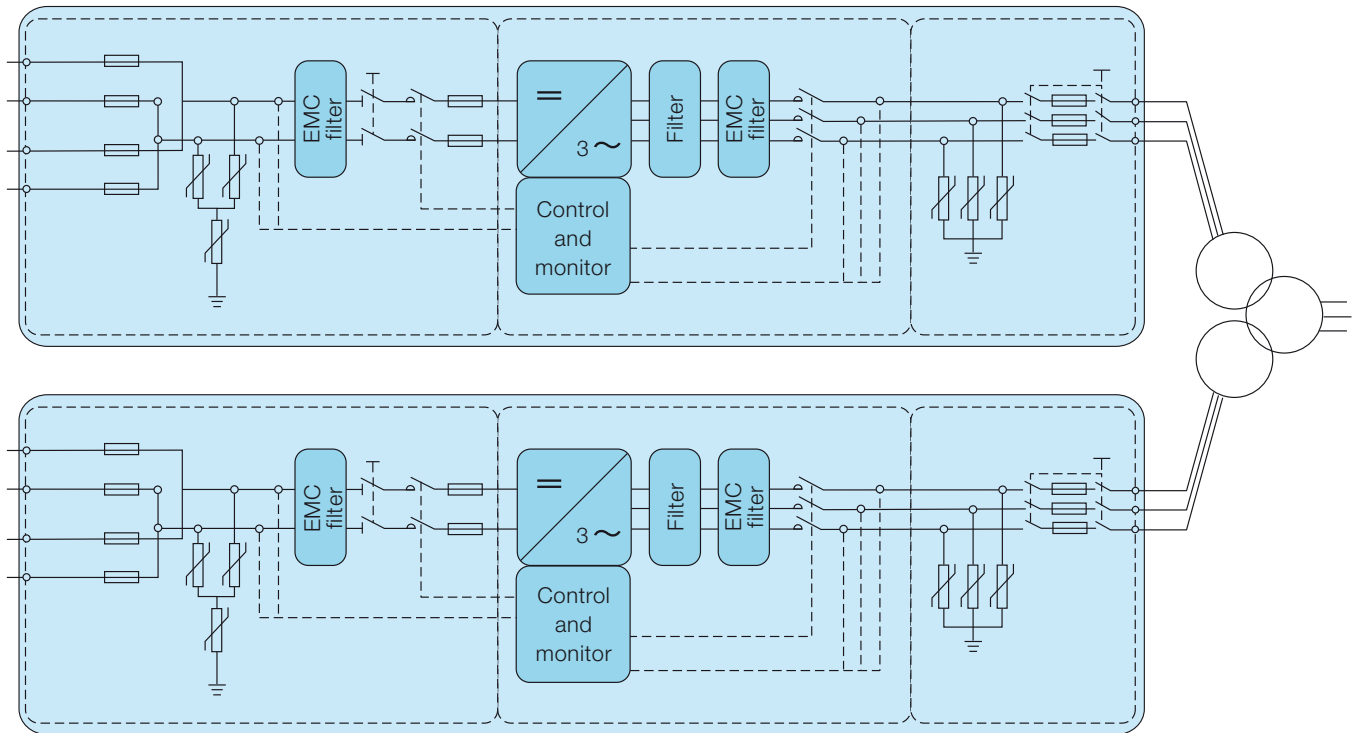 EMC
filter
=
3 ~
Filter
EMC
filter
Control
and
monitor
EMC
filter
=
3 ~
Filter
EMC
filter
Control
and
monitor